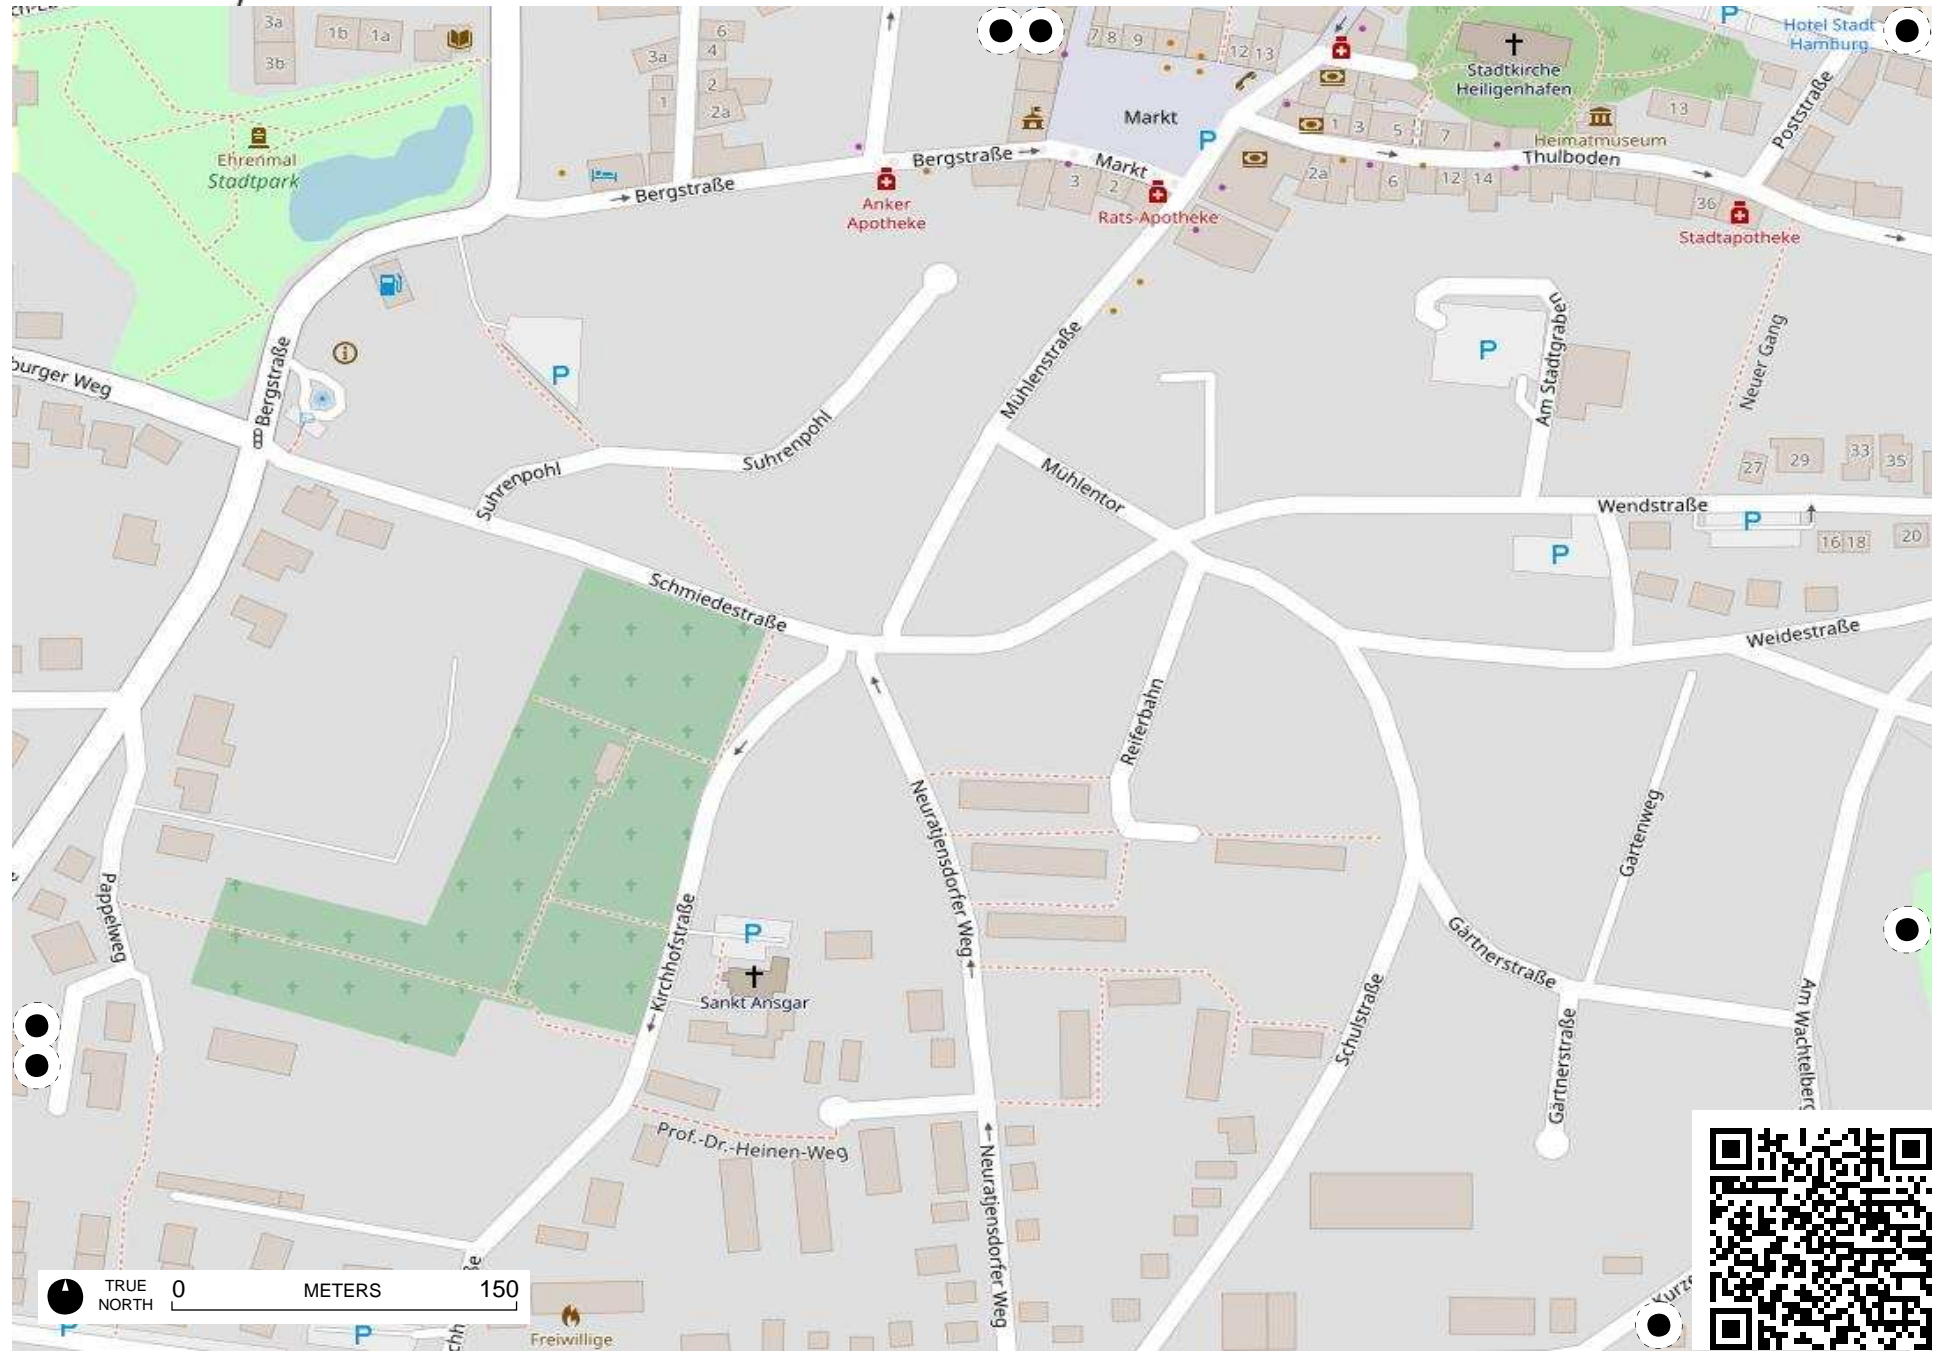 3a
1b 1a
3b
6
4
3a
2
1
2a
7 8 9
12 13
Hotel Stadt
Hamburg
P
Stadtkirche
Heiligenhafen
Poststraße
Markt
P
1 3 5 7
13
Heimatmuseum
Ehrenmal
Stadtpark
Bergstraße
Bergstraße
Markt
3 2
2a
6
12 14
Thulboden
36
Anker
Apotheke
Rats-Apotheke
Stadtapotheke
burger Weg
Bergstraße
P
Suhrenpohl
Suhrenpohl
Mühlenstraße
Mühlentor
P
Am Stadtgraben
Neuer Gang
27 29 33 35
Wendstraße
P
P
16 18 20
Schmiedestraße
Weidestraße
Reiferbahn
Neuratjensdorfer Weg
Gartenweg
Pappelweg
Kirchhofstraße
P
Sankt Ansgar
Gärtnerstraße
Schulstraße
Gärtnerstraße
Am Wachtelberg
Prof.-Dr.-Heinen-Weg
Neuratjensdorfer Weg
TRUE
NORTH
0 METERS 150
P
P
Freiwillige
Kurze